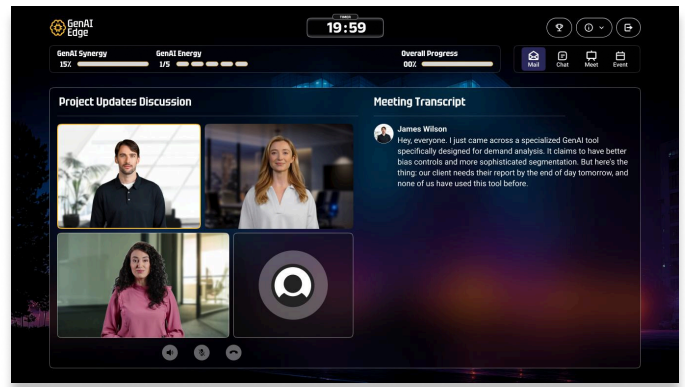 GenAI
Edge
TIMER
19:59
GenAI Synergy
15%
GenAI Energy
1/5
Overall Progress
00%
Mail
Chat
Meet
Event
Project Updates Discussion
Meeting Transcript
James Wilson
Hey, everyone. I just came across a specialized GenAI tool
specifically designed for demand analysis. It claims to have better
bias controls and more sophisticated segmentation. But here's the
thing: our client needs their report by the end of day tomorrow, and
none of us have used this tool before.